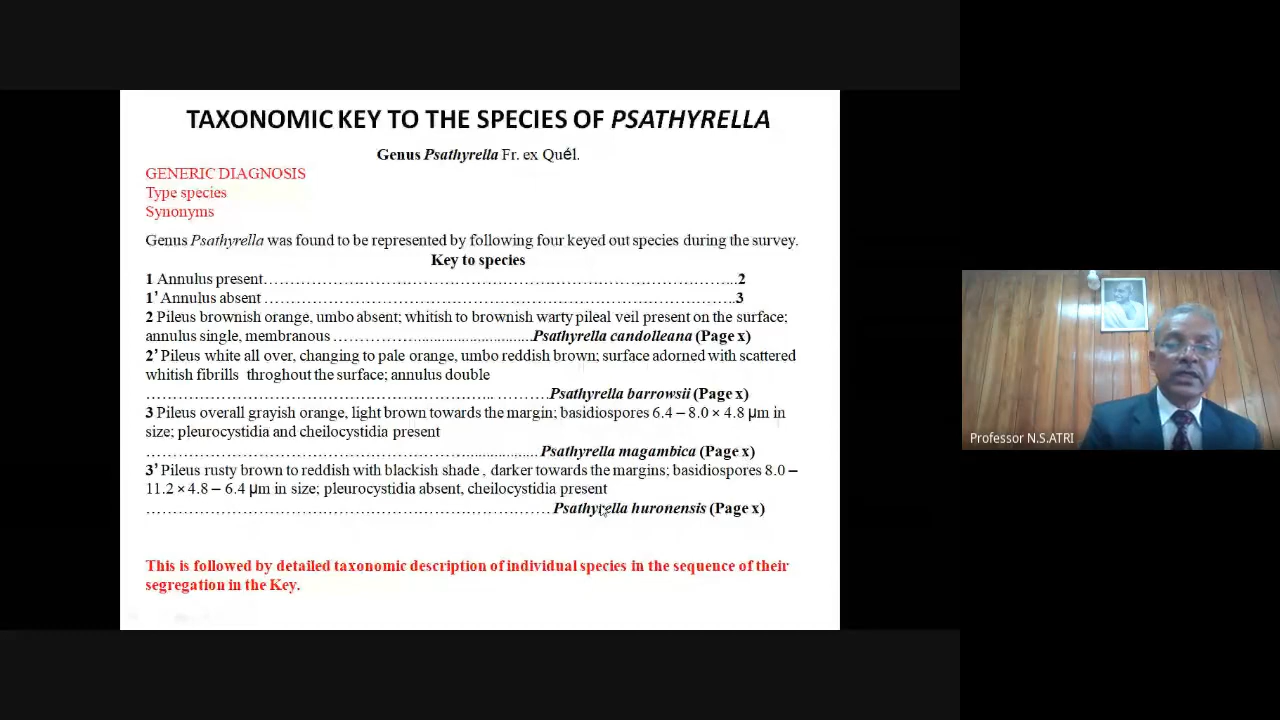 TAXONOMIC KEY TO THE SPECIES OF PSATHYRELLA
Genus Psathyrella Fr. ex Quél.
GENERIC DIAGNOSIS
Type species
Synonyms
Genus Psathyrella was found to be represented by following four keyed out species during the survey.
Key to species
1 Annulus present……………………………………………………………………………...2
1’ Annulus absent ……………………………………………………………………………..3
2 Pileus brownish orange, umbo absent; whitish to brownish warty pileal veil present on the surface;
annulus single, membranous ……………...............................Psathyrella candolleana (Page x)
2’ Pileus white all over, changing to pale orange, umbo reddish brown; surface adorned with scattered
whitish fibrills throghout the surface; annulus double
………………………………………………………… ………Psathyrella barrowsii (Page x)
3 Pileus overall grayish orange, light brown towards the margin; basidiospores 6.4 – 8.0 × 4.8 μm in
size; pleurocystidia and cheilocystidia present
……………………………………………………..................Psathyrella magambica (Page x)
3’ Pileus rusty brown to reddish with blackish shade , darker towards the margins; basidiospores 8.0 –
11.2 × 4.8 – 6.4 μm in size; pleurocystidia absent, cheilocystidia present
…………………………………………………………………… Psathyrella huronensis (Page x)
This is followed by detailed taxonomic description of individual species in the sequence of their
segregation in the Key.
Professor N.S.ATRI